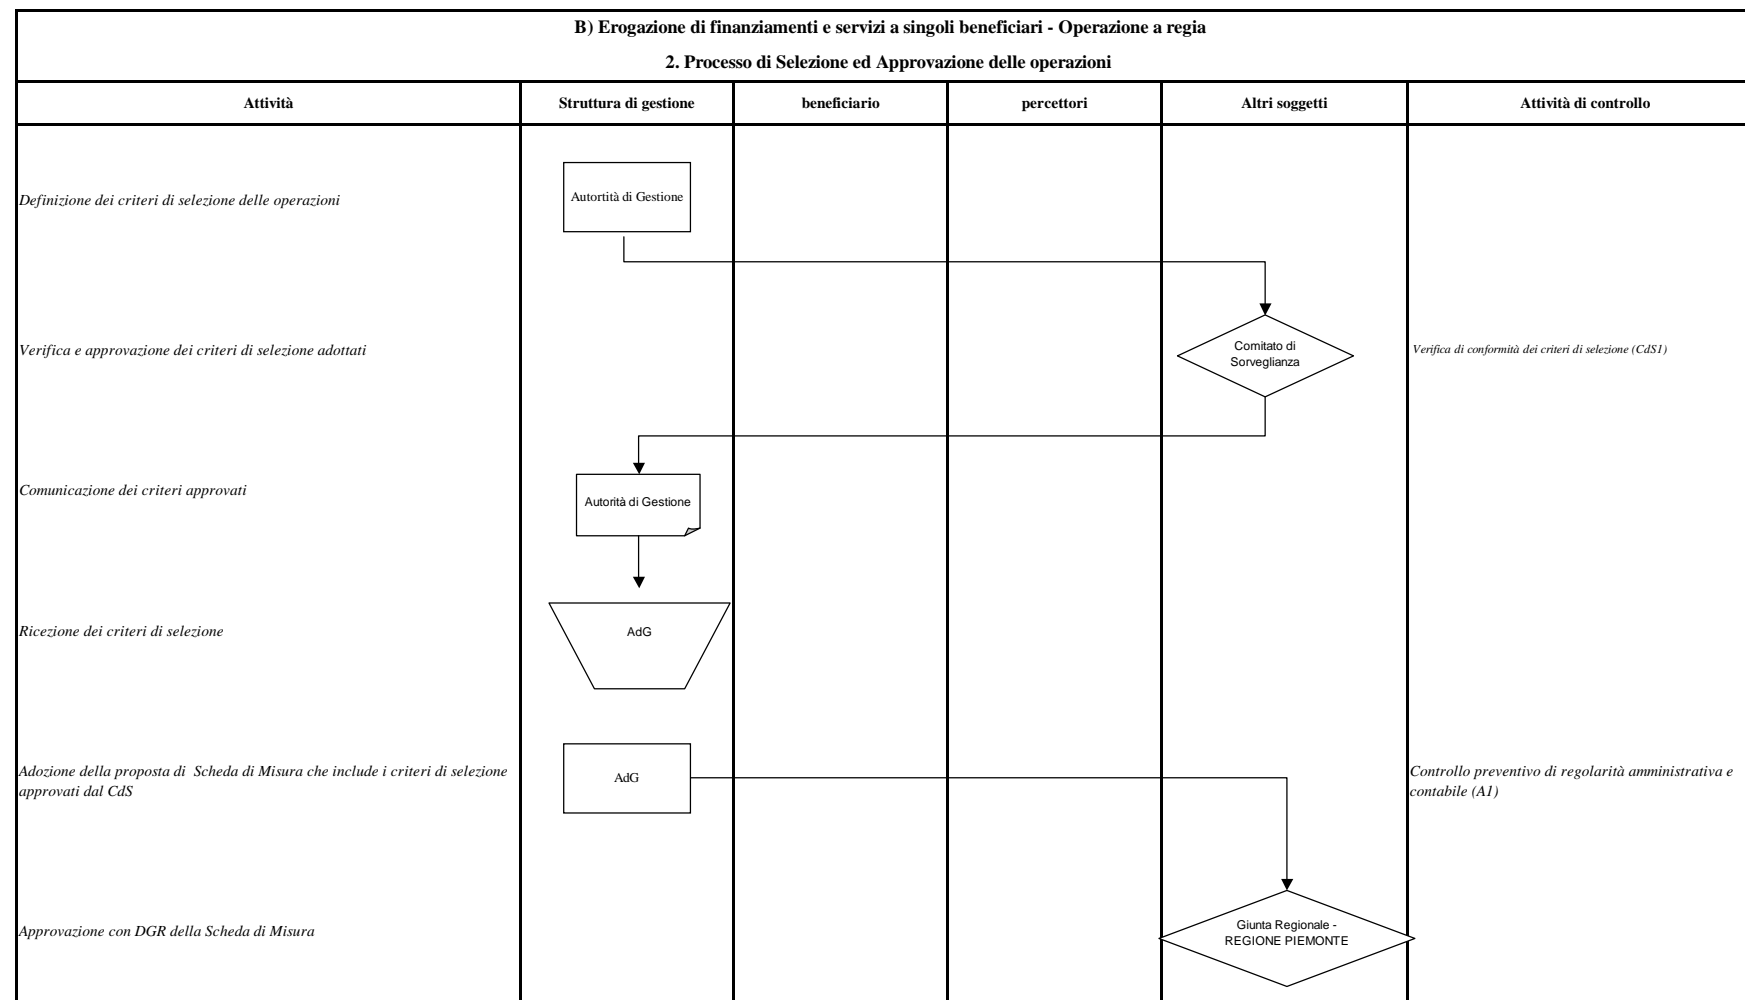 B) Erogazione di finanziamenti e servizi a singoli beneficiari - Operazione a regia
2. Processo di Selezione ed Approvazione delle operazioni
Attività
Struttura di gestione
beneficiario
percettori
Altri soggetti
Attività di controllo
Definizione dei criteri di selezione delle operazioni
Autortità di Gestione
Verifica e approvazione dei criteri di selezione adottati
Comitato di
Sorveglianza
Verifica di conformità dei criteri di selezione (CdS1)
Comunicazione dei criteri approvati
Autorità di Gestione
Ricezione dei criteri di selezione
AdG
Adozione della proposta di  Scheda di Misura che include i criteri di selezione
approvati dal CdS
AdG
Controllo preventivo di regolarità amministrativa e
contabile (A1)
Approvazione con DGR della Scheda di Misura
Giunta Regionale -
REGIONE PIEMONTE